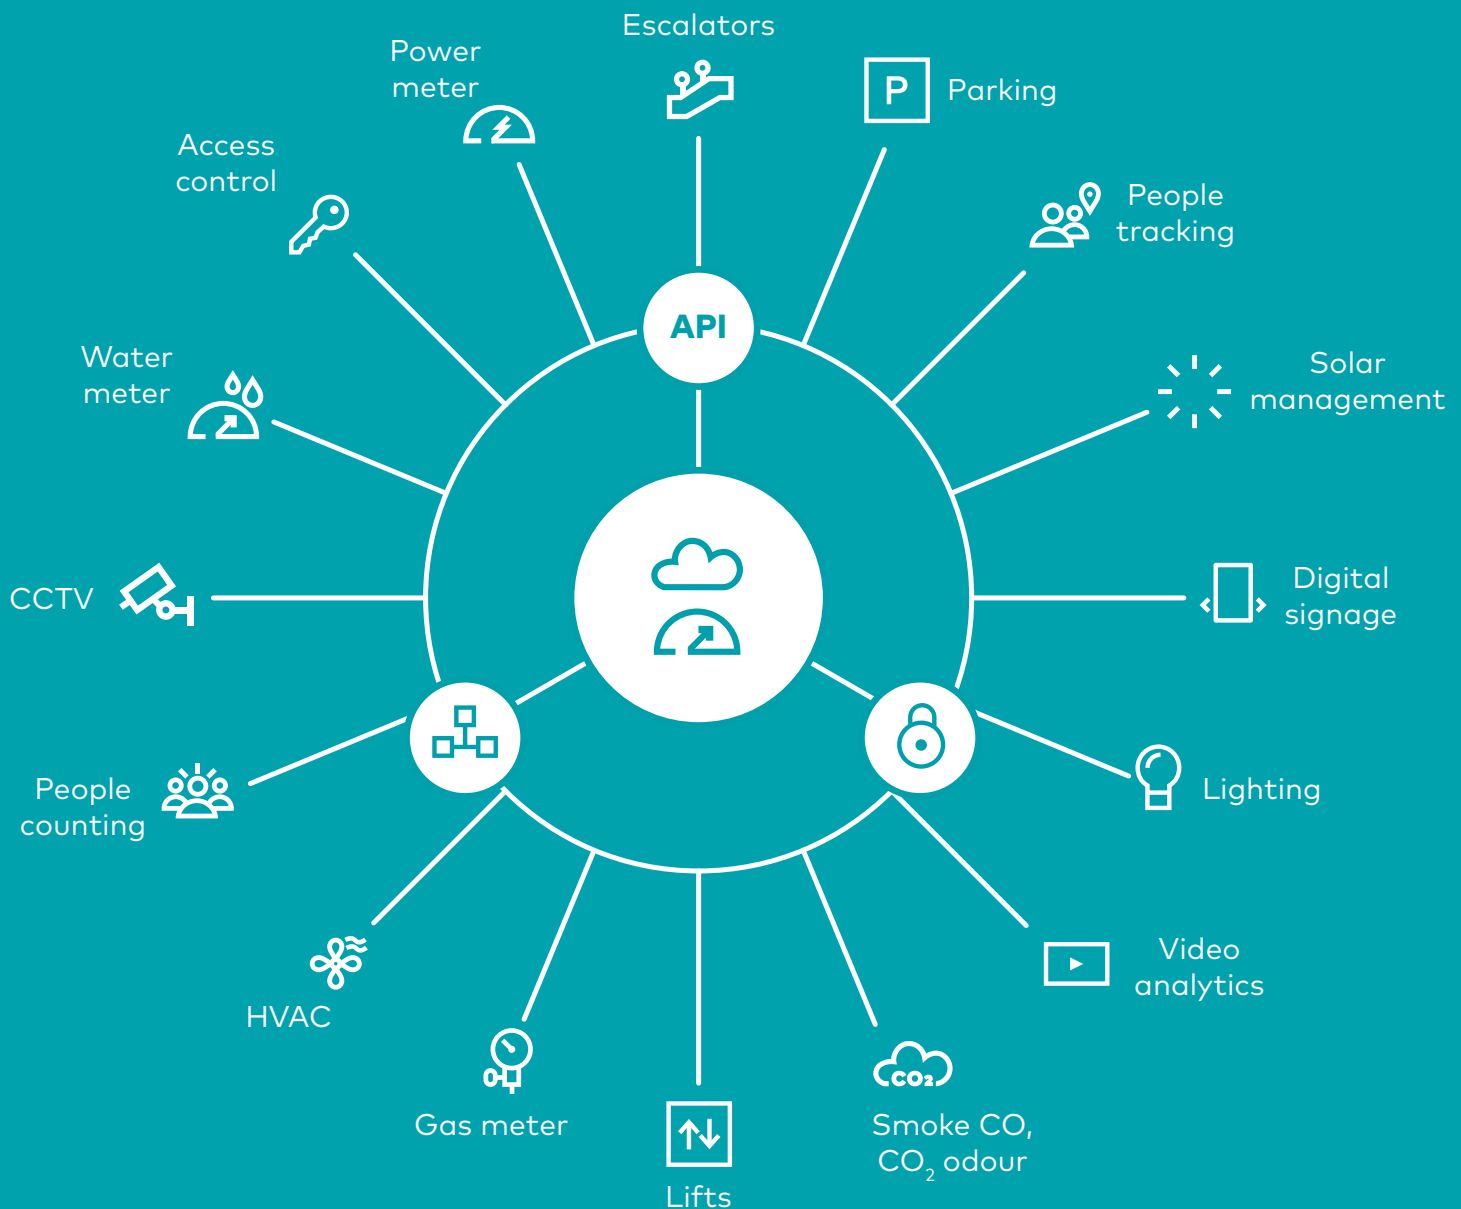 Escalators
Power
meter
P
Parking
Access
control
People
tracking
API
Water
meter
Solar
management
CCTV
Digital
signage
People
counting
Lighting
Video
analytics
HVAC
CO2
Gas meter
Smoke CO,
CO₂ odour
Lifts